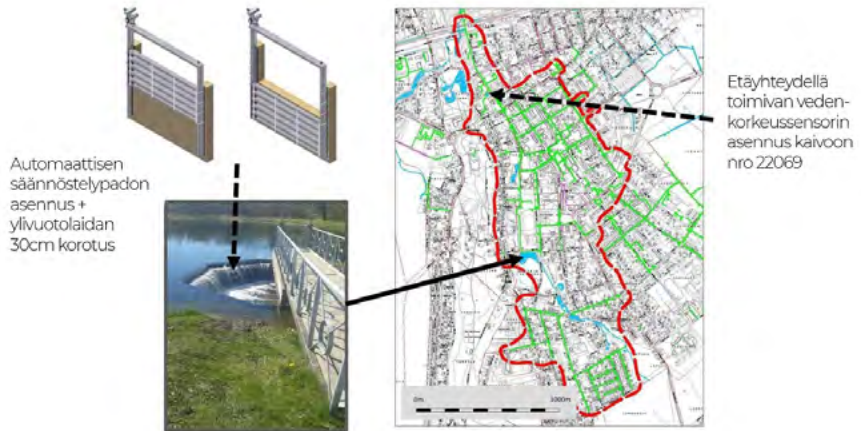 Automaattisen
säännöstelypadon
asennus +
ylivuotolaidan
30cm korotus
Etäyhteydellä
toimivan veden-
korkeussensorin
asennus kaivoon
nro 22069
0m
1000m